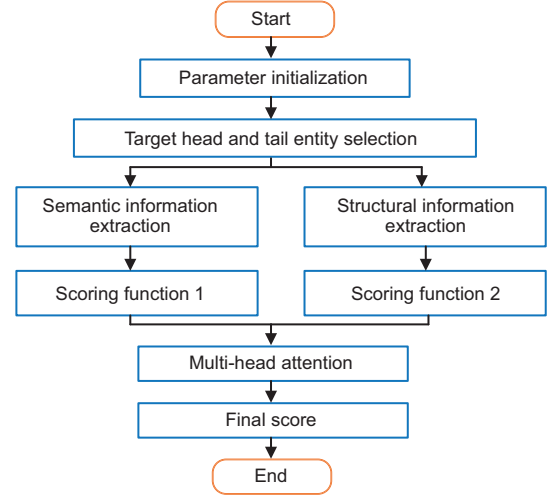 Start
Parameter initialization
Target head and tail entity selection
Semantic information
extraction
Structural information
extraction
Scoring function 1
Scoring function 2
Multi-head attention
Final score
End